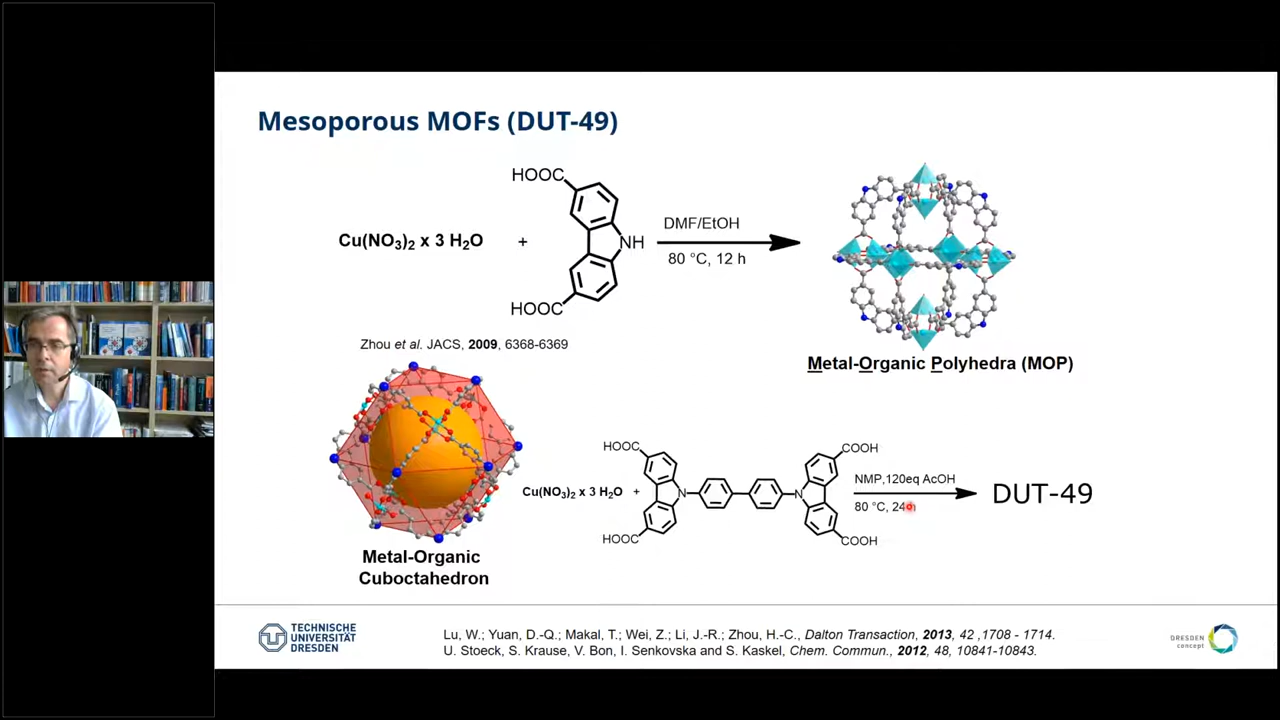 Mesoporous MOFs (DUT-49)
HOOC
Cu(NO3)2 x 3 H2O
+
NH
HOOC
DMF/EtOH
80 °C, 12 h
Metal-Organic Polyhedra (MOP)
Zhou et al. JACS, 2009, 6368-6369
Metal-Organic
Cuboctahedron
Cu(NO3)2 x 3 H2O
+
HOOC
COOH
N
N
HOOC
COOH
NMP,120eq AcOH
80 °C, 24h
DUT-49
TECHNISCHE
UNIVERSITÄT
DRESDEN
Lu, W.; Yuan, D.-Q.; Makal, T.; Wei, Z.; Li, J.-R.; Zhou, H.-C., Dalton Transaction, 2013, 42 ,1708 - 1714.
U. Stoeck, S. Krause, V. Bon, I. Senkovska and S. Kaskel, Chem. Commun., 2012, 48, 10841-10843.
DRESDEN
concept